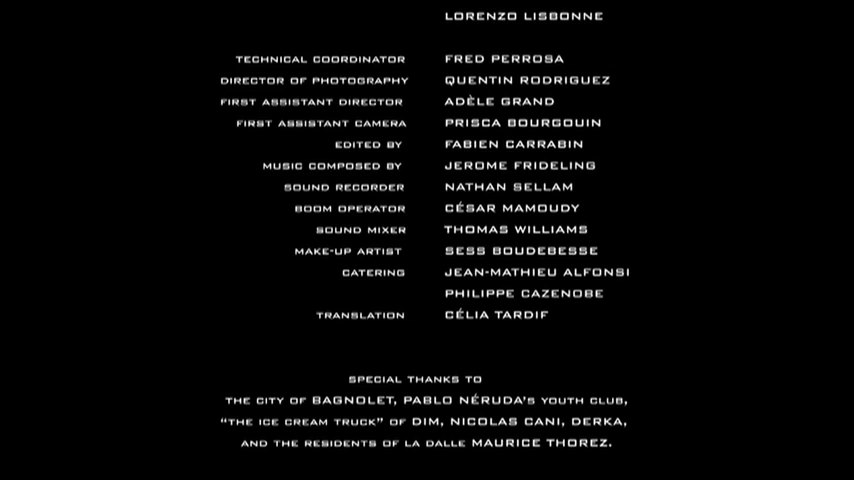 LORENZO LISBONNE
TECHNICAL COORDINATOR FRED PERROSA
DIRECTOR OF PHOTOGRAPHY QUENTIN RODRIGUEZ
FIRST ASSISTANT DIRECTOR ADÈLE GRAND
FIRST ASSISTANT CAMERA PRISCA BOURGOUIN
EDITED BY FABIEN CARRABIN
MUSIC COMPOSED BY JEROME FRIDELING
SOUND RECORDER NATHAN SELLAM
BOOM OPERATOR CÉSAR MAMOUDY
SOUND MIXER THOMAS WILLIAMS
MAKE-UP ARTIST SESS BOUDEBESSE
CATERING JEAN-MATHIEU ALFONSI
PHILIPPE CAZENOBE
TRANSLATION CÉLIA TARDIF
SPECIAL THANKS TO
THE CITY OF BAGNOLET, PABLO NÉRUDA'S YOUTH CLUB,
"THE ICE CREAM TRUCK" OF DIM, NICOLAS CANI, DERKA,
AND THE RESIDENTS OF LA DALLE MAURICE THOREZ.